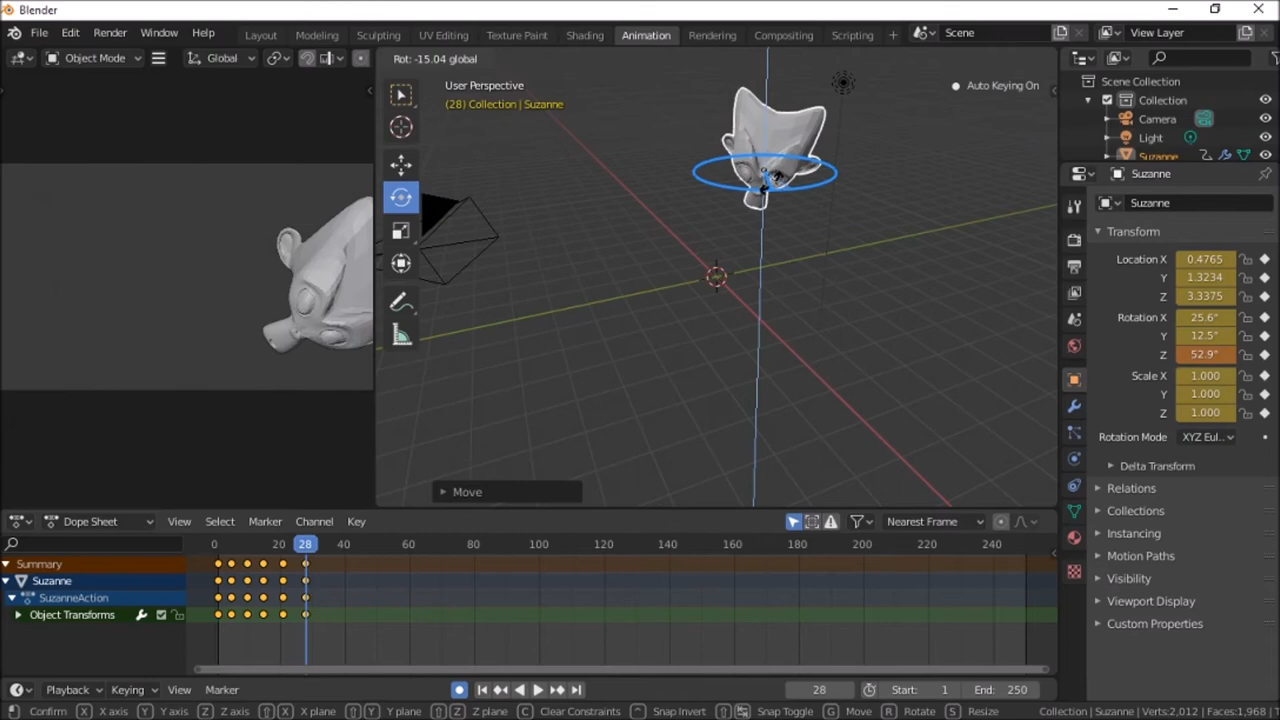 Blender
File Edit Render Window Help Layout Modeling Sculpting UV Editing Texture Paint Shading Animation Rendering Compositing Scripting + Scene View Layer
Object Mode Global Rot: -15.04 global
User Perspective
(28) Collection | Suzanne
Auto Keying On
Scene Collection
Collection
Camera
Light
Suzanne
Suzanne
Suzanne
Transform
Location X 0.4765
Y 1.3234
Z 3.3375
Rotation X 25.6°
Y 12.5°
Z 52.9°
Scale X 1.000
Y 1.000
Z 1.000
Rotation Mode XYZ Eul..
Delta Transform
Relations
Collections
Instancing
Motion Paths
Visibility
Viewport Display
Custom Properties
Move
Dope Sheet View Select Marker Channel Key Nearest Frame
0 20 28 40 60 80 100 120 140 160 180 200 220 240
Summary
Suzanne
SuzanneAction
Object Transforms
Playback Keying View Marker 28 Start: 1 End: 250
Confirm X X axis Y Y axis Z Z axis X X plane Y Y plane Z Z plane C Clear Constraints Snap Invert Snap Toggle G Move R Rotate S Resize Collection | Suzanne | Verts:2,012 | Faces:1,968 | Tris